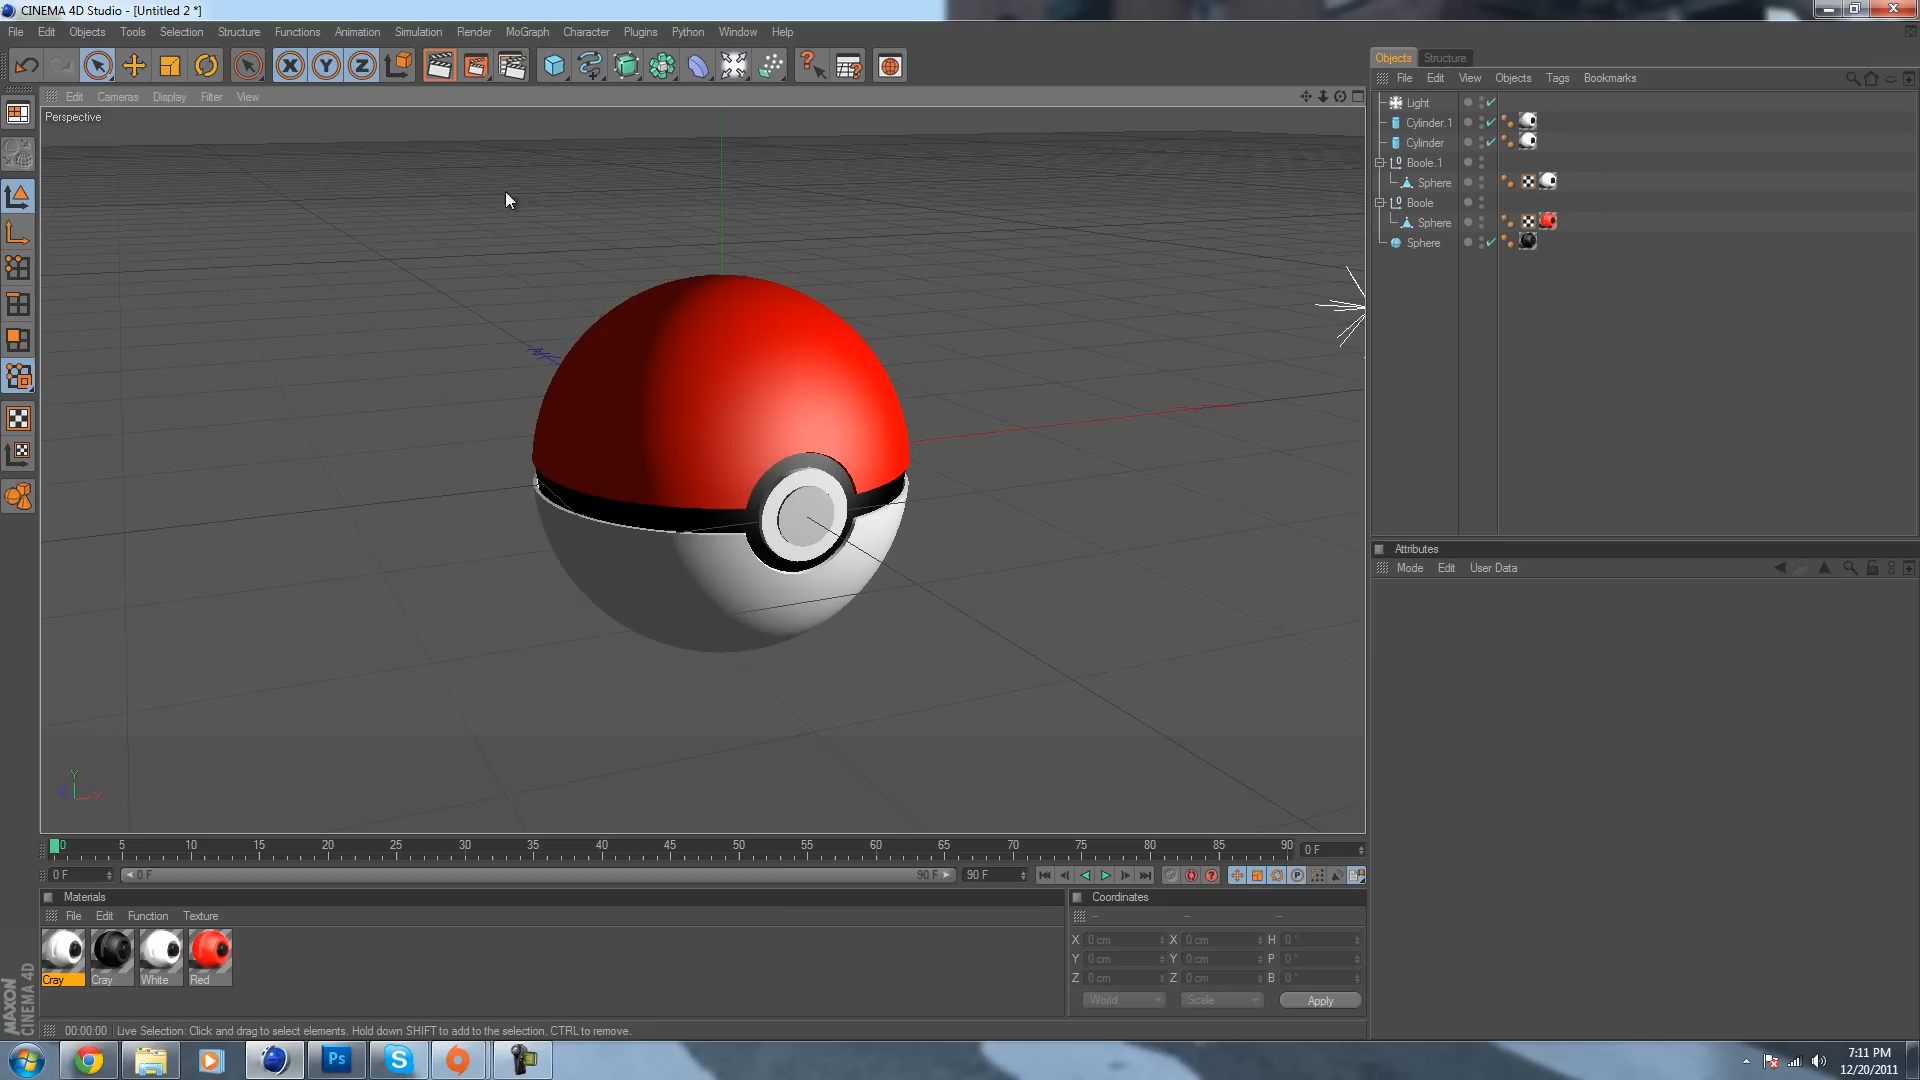 CINEMA 4D Studio - [Untitled 2 *]
File Edit Objects Tools Selection Structure Functions Animation Simulation Render MoGraph Character Plugins Python Window Help
Objects Structure
File Edit View Objects Tags Bookmarks
Edit Cameras Display Filter View
Perspective
Light
Cylinder.1
Cylinder
Boole.1
Sphere
Boole
Sphere
Sphere
Attributes
Mode Edit User Data
Y
X
0 5 10 15 20 25 30 35 40 45 50 55 60 65 70 75 80 85 90 0 F
0 F 0 F 90 F 90 F
Materials
File Edit Function Texture
Cray Cray White Red
Coordinates
X 0 cm X 0 cm H 0 °
Y 0 cm Y 0 cm P 0 °
Z 0 cm Z 0 cm B 0 °
World Scale Apply
MAXON
CINEMA 4D
00:00:00 Live Selection: Click and drag to select elements. Hold down SHIFT to add to the selection, CTRL to remove.
Ps
7:11 PM
12/20/2011